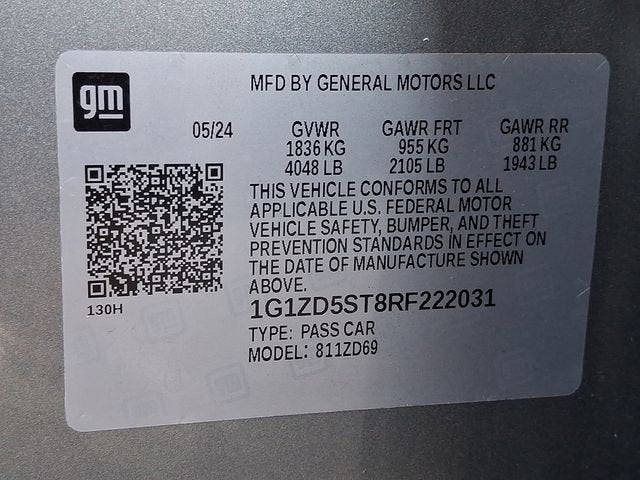 gm
MFD BY GENERAL MOTORS LLC
05/24 GVWR GAWR FRT GAWR RR
1836 KG 955 KG 881 KG
4048 LB 2105 LB 1943 LB
THIS VEHICLE CONFORMS TO ALL
APPLICABLE U.S. FEDERAL MOTOR
VEHICLE SAFETY, BUMPER, AND THEFT
PREVENTION STANDARDS IN EFFECT ON
THE DATE OF MANUFACTURE SHOWN
ABOVE.
130H
1G1ZD5ST8RF222031
TYPE: PASS CAR
MODEL: 811ZD69